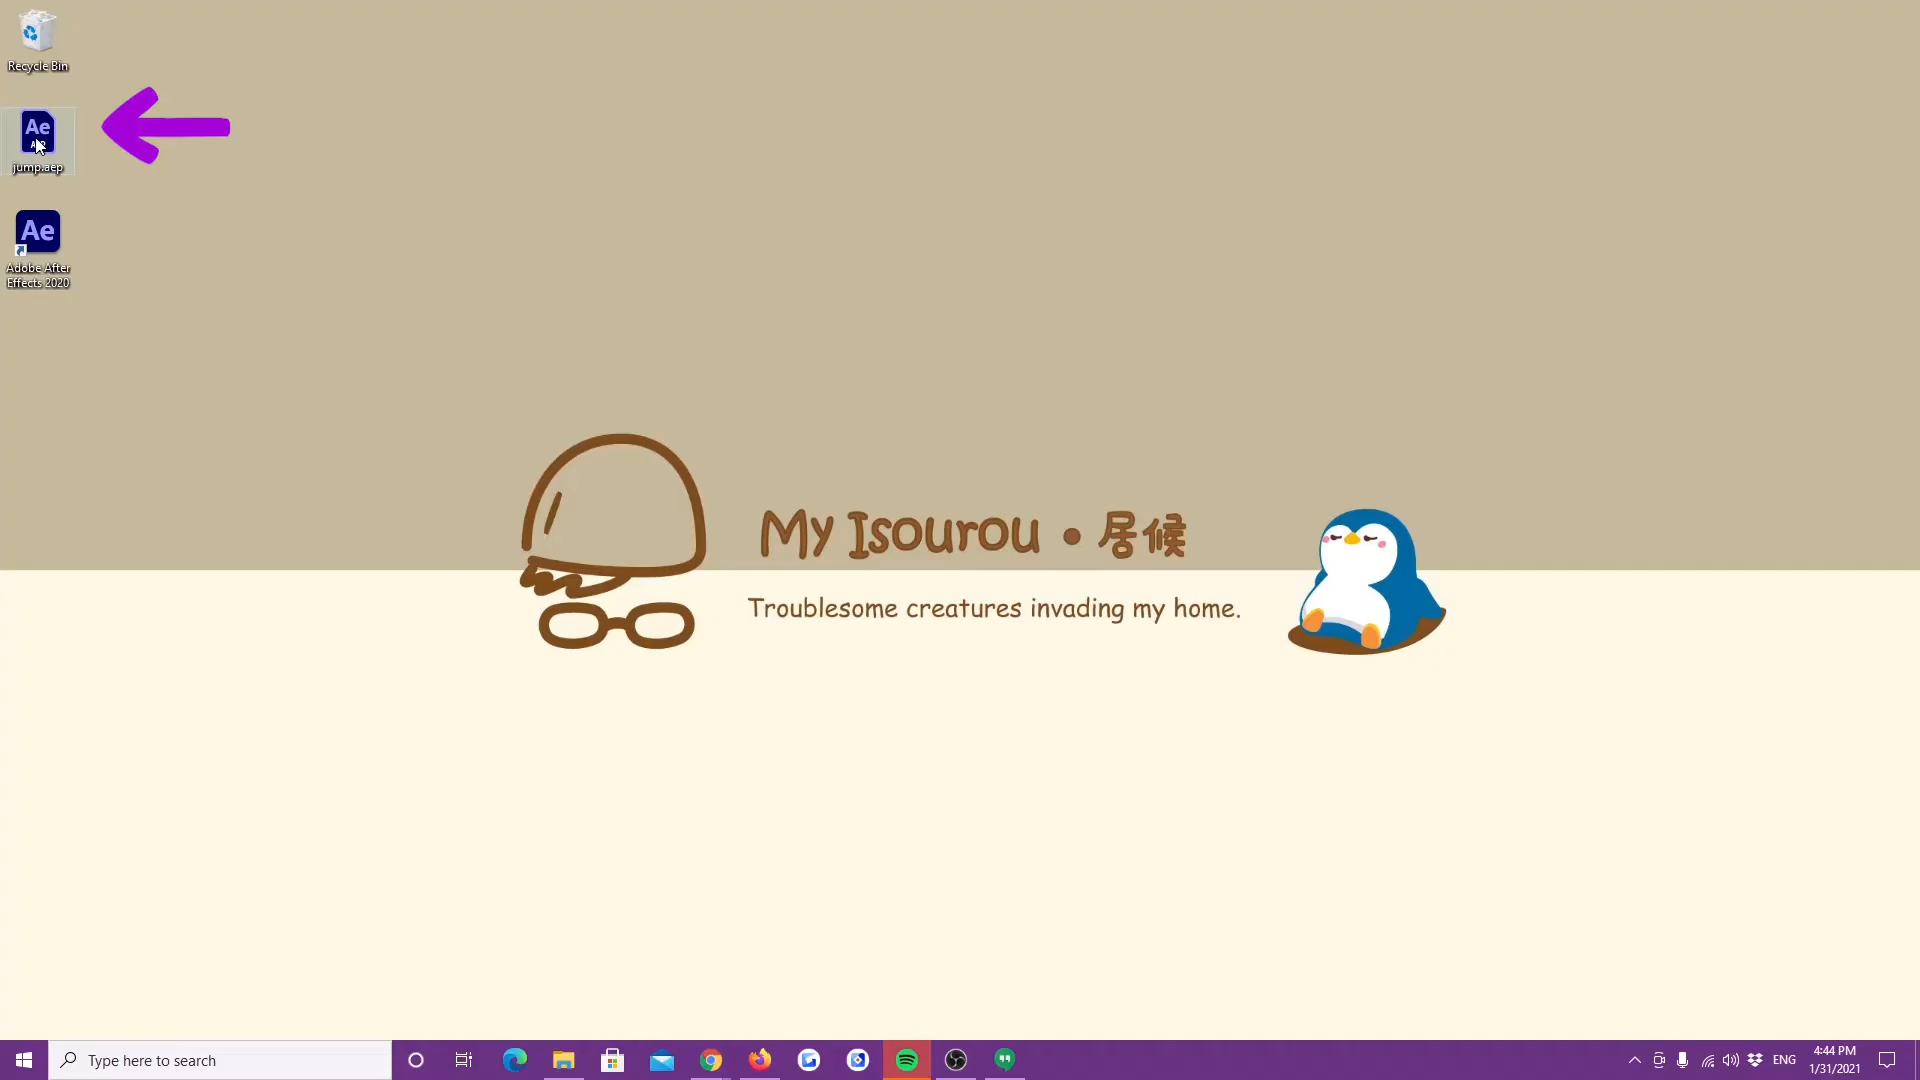 Recycle Bin
Ae
jump.aep
Ae
Adobe After
Effects 2020
My Isourou • 居候
Troublesome creatures invading my home.
Type here to search
ENG
4:44 PM
1/31/2021